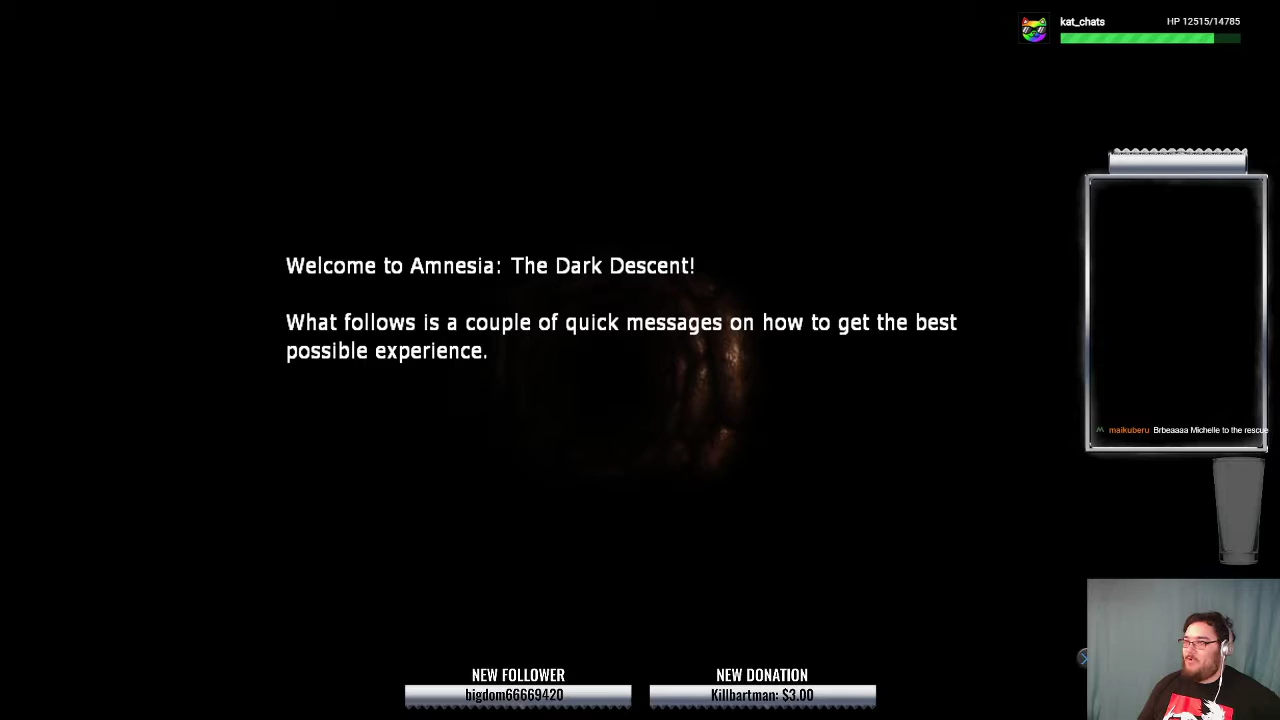 kat_chats HP 12515/14785
Welcome to Amnesia: The Dark Descent!
What follows is a couple of quick messages on how to get the best
possible experience.
maikuberu Brbeaaaa Michelle to the rescue
NEW FOLLOWER
bigdom66669420
NEW DONATION
Killbartman: $3.00